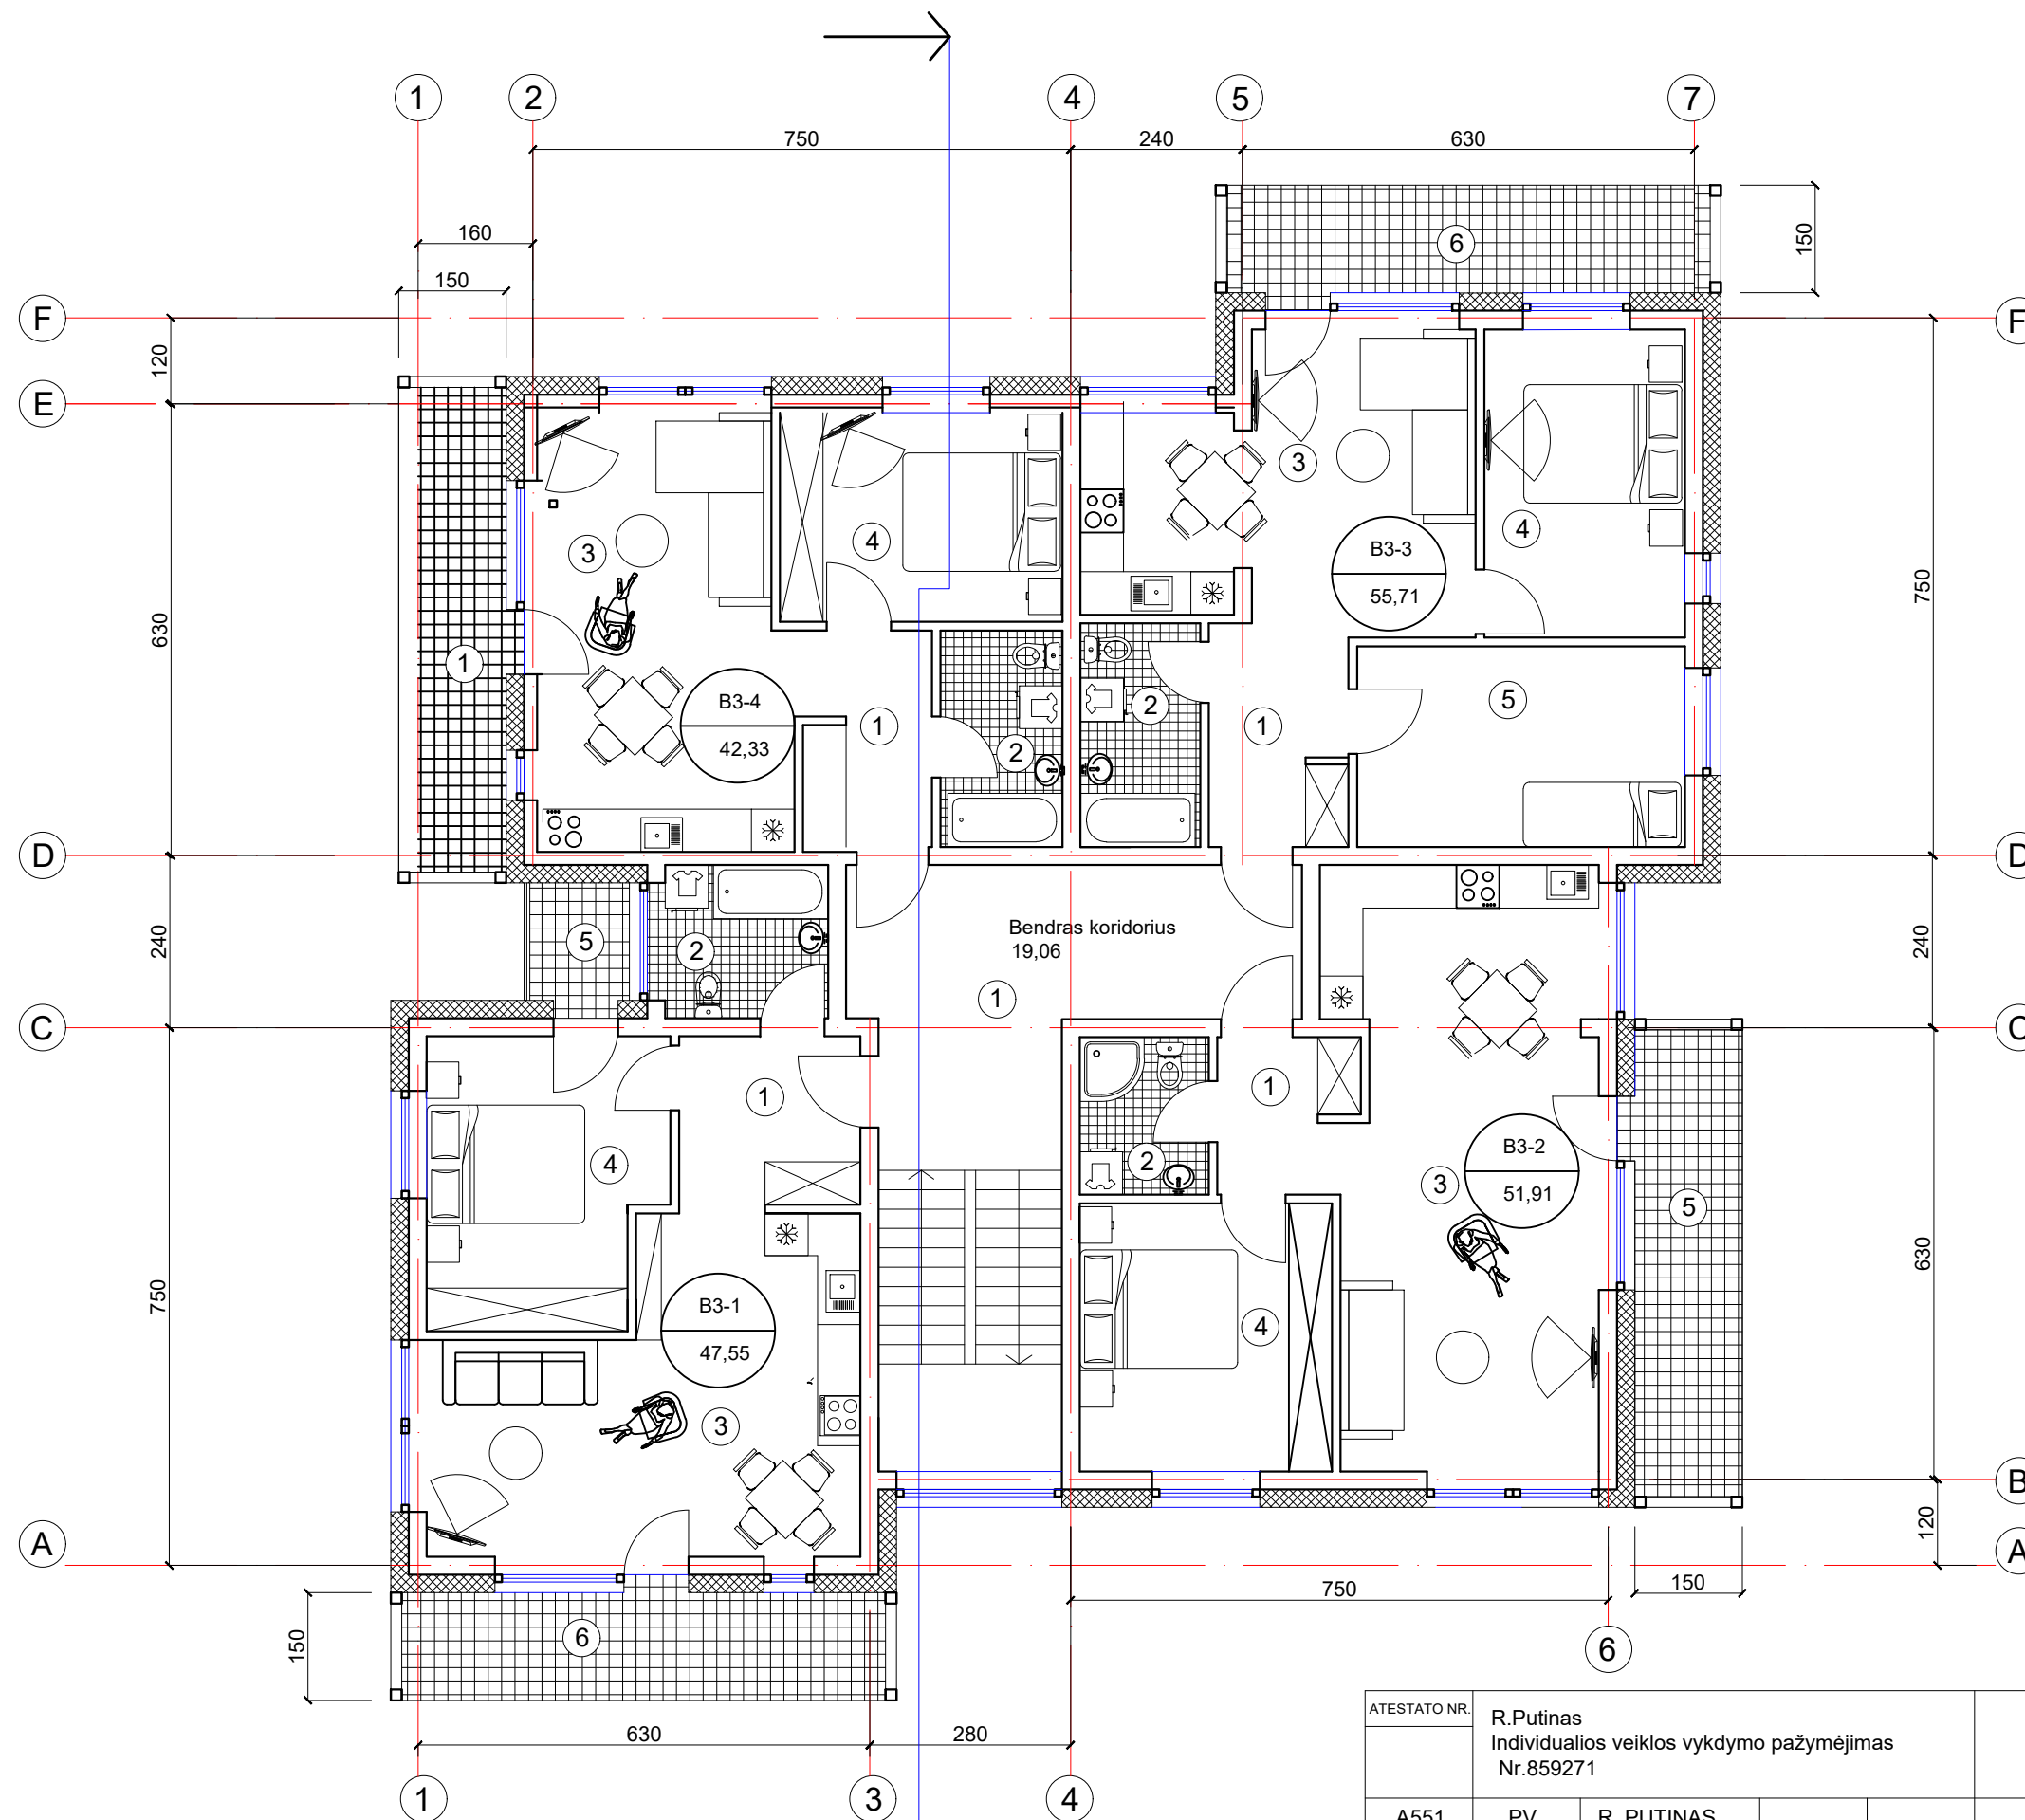 1
2
4
5
7
750
240
630
160
150
150
6
F
F
120
E
3
4
3
4
B3-3
55,71
630
750
1
B3-4
42,33
1
2
2
1
5
D
D
240
5
2
Bendras koridorius
19,06
240
1
C
C
1
1
4
2
B3-2
51,91
3
5
750
B3-1
47,55
4
630
3
B
A
120
A
750
150
150
6
6
630
280
1
3
4
ATESTATO NR.
R.Putinas
Individualios veiklos vykdymo pažymėjimas
Nr.859271
A551
PV
R. PUTINAS